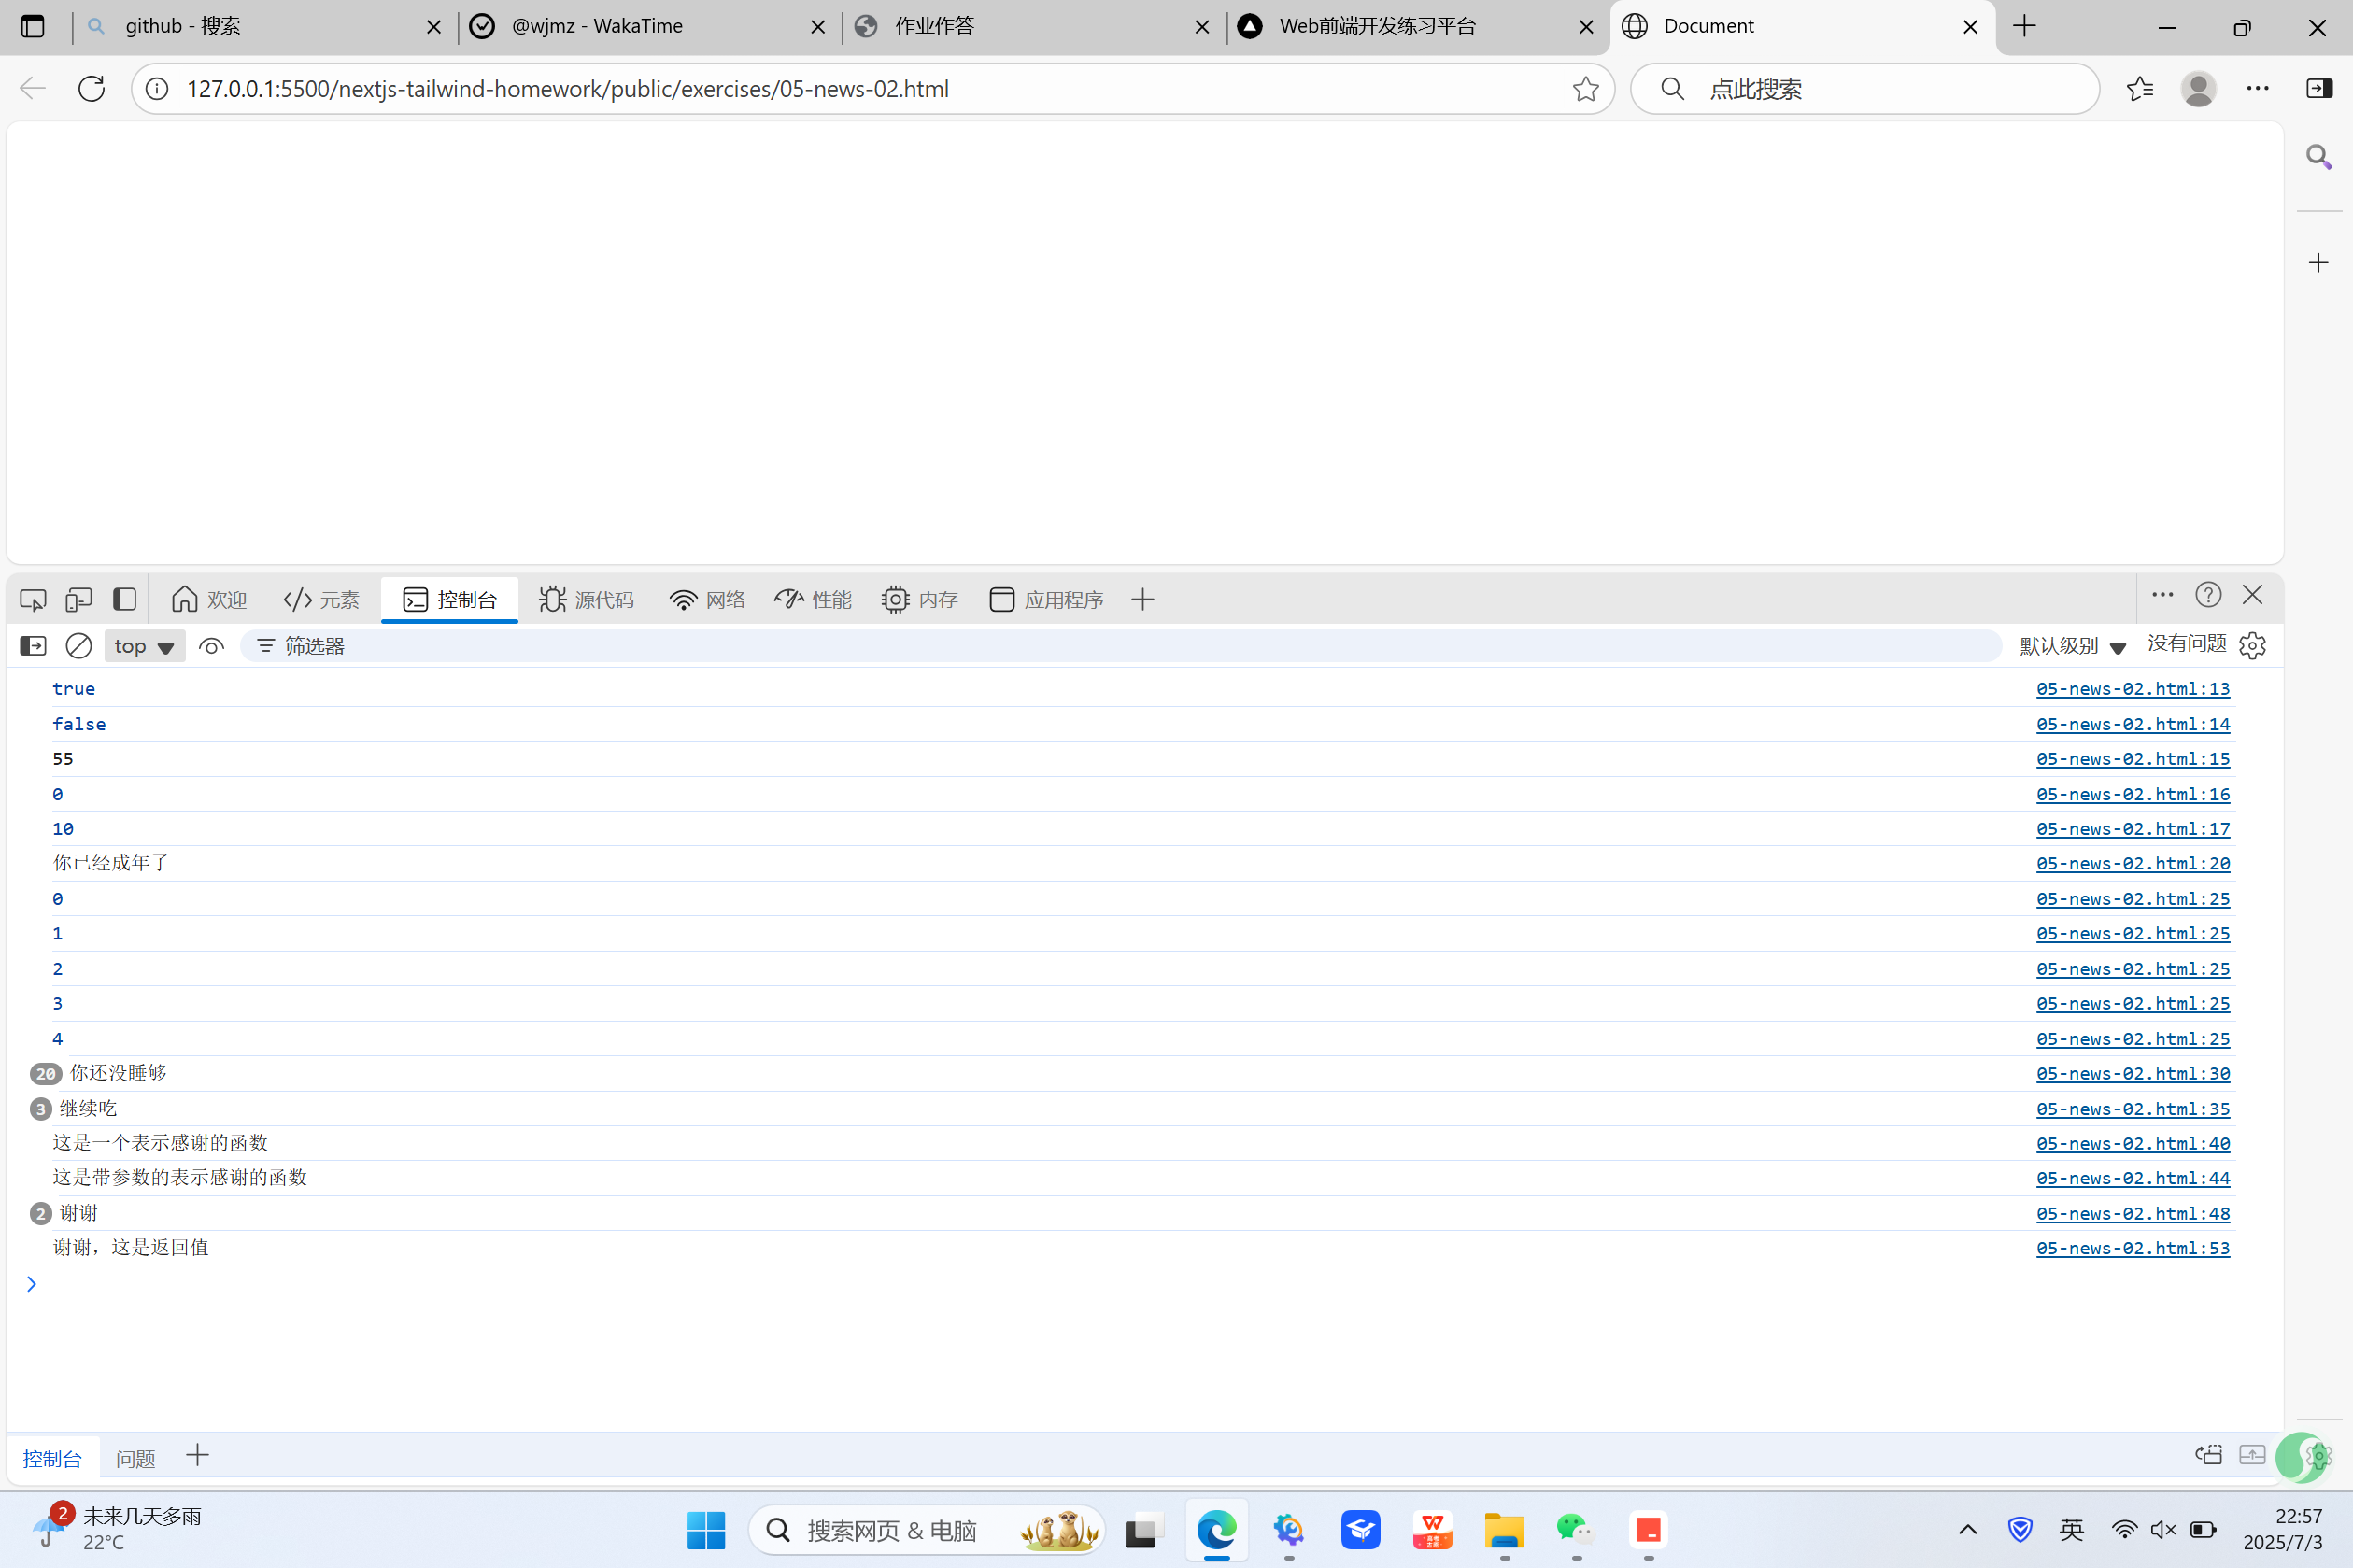 github - 搜索
@wjmz - WakaTime
作业作答
Web前端开发练习平台
Document
127.0.0.1:5500/nextjs-tailwind-homework/public/exercises/05-news-02.html
点此搜索
欢迎
</> 元素
控制台
源代码
网络
性能
内存
应用程序
top
筛选器
默认级别
没有问题
true 05-news-02.html:13
false 05-news-02.html:14
55 05-news-02.html:15
0 05-news-02.html:16
10 05-news-02.html:17
你已经成年了 05-news-02.html:20
0 05-news-02.html:25
1 05-news-02.html:25
2 05-news-02.html:25
3 05-news-02.html:25
4 05-news-02.html:25
20 你还没睡够 05-news-02.html:30
3 继续吃 05-news-02.html:35
这是一个表示感谢的函数 05-news-02.html:40
这是带参数的表示感谢的函数 05-news-02.html:44
2 谢谢 05-news-02.html:48
谢谢，这是返回值 05-news-02.html:53
控制台
问题
2
未来几天多雨
22°C
搜索网页 & 电脑
英
22:57
2025/7/3